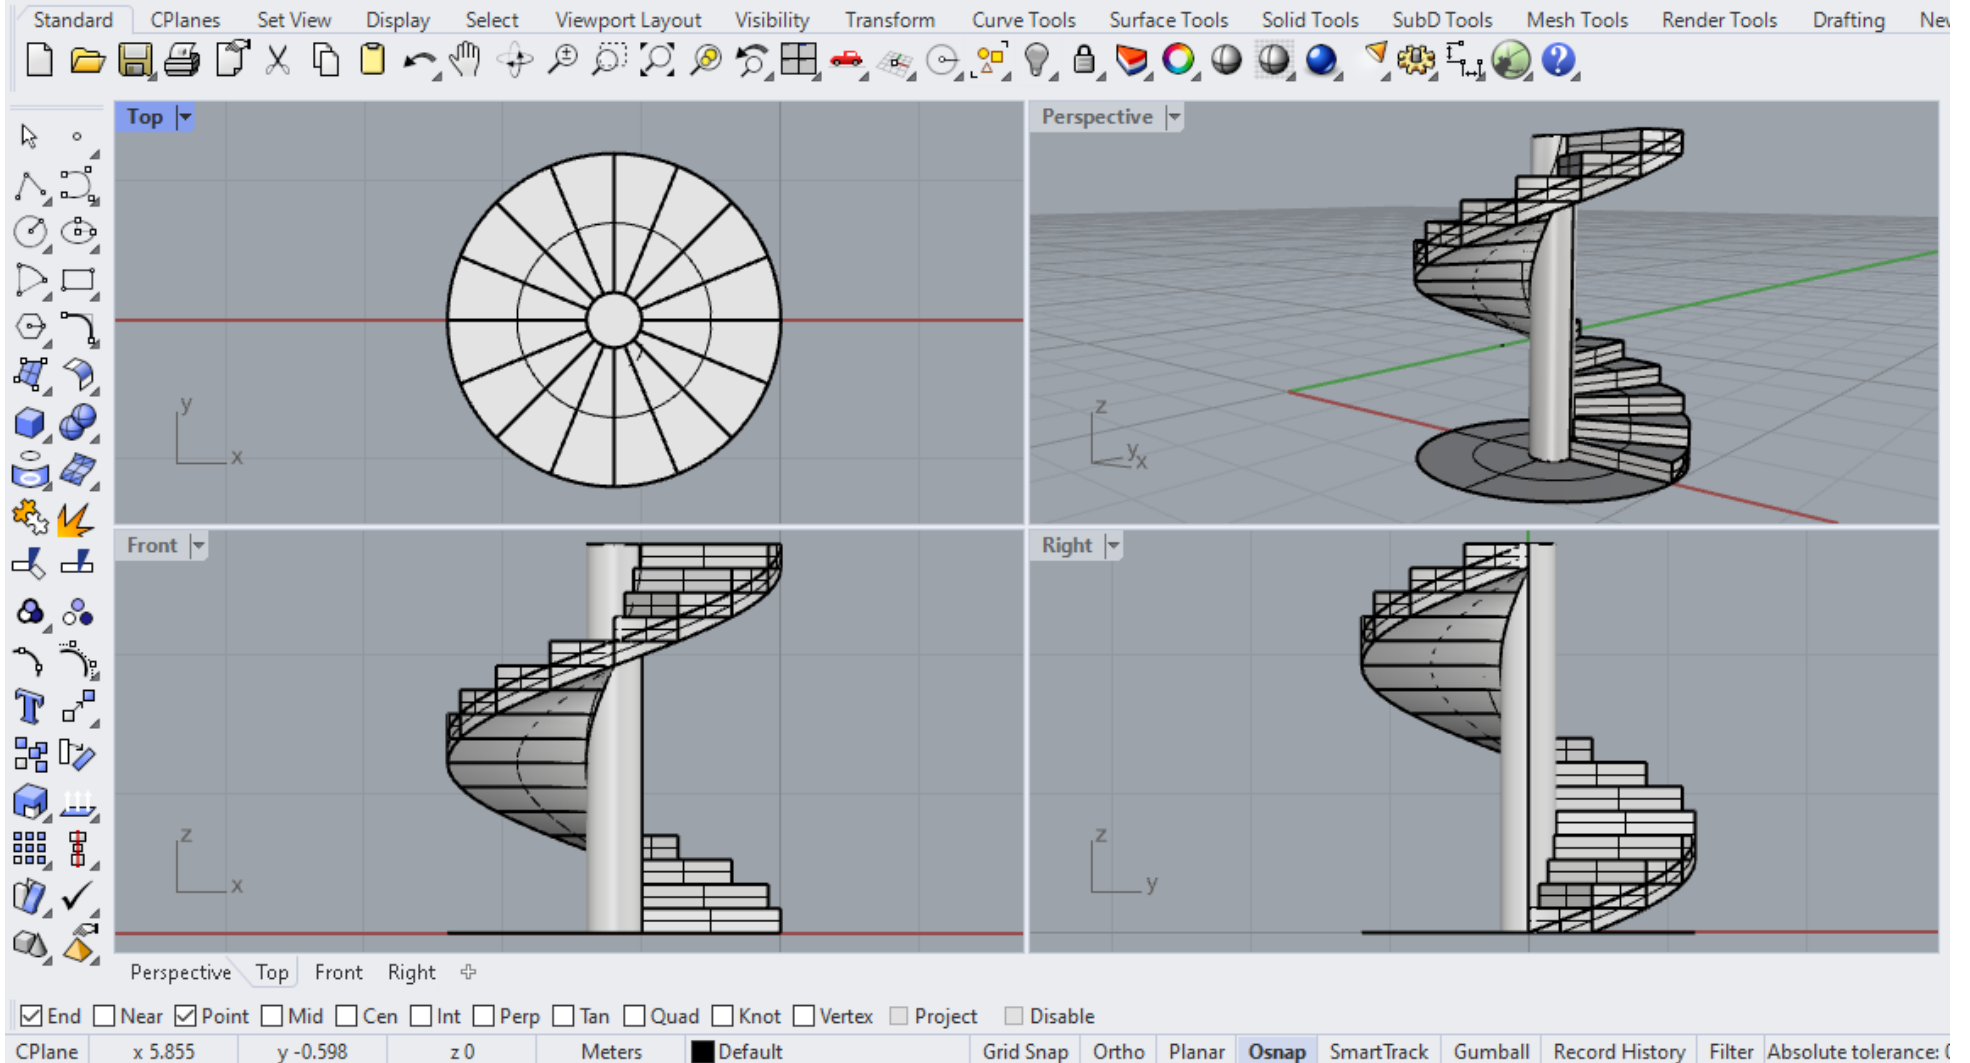 Standard CPlanes Set View Display Select Viewport Layout Visibility Transform Curve Tools Surface Tools Solid Tools SubD Tools Mesh Tools Render Tools Drafting
Top
Perspective
y
x
z
y
x
Front
Right
z
x
z
y
Perspective Top Front Right
End Near Point Mid Cen Int Perp Tan Quad Knot Vertex Project Disable
CPlane x 5.855 y -0.598 z 0 Meters Default Grid Snap Ortho Planar Osnap SmartTrack Gumball Record History Filter Absolute tolerance: